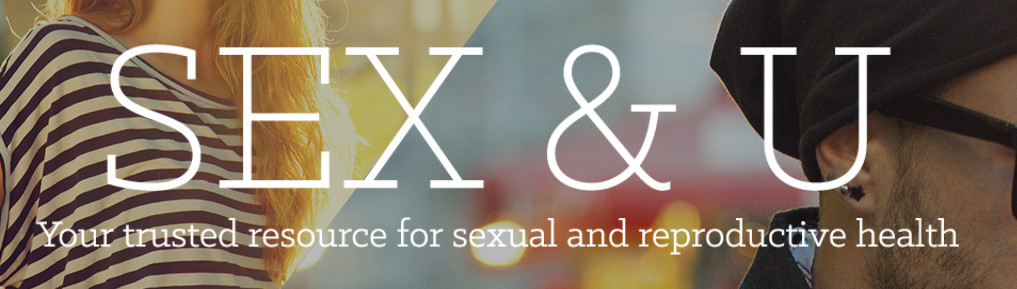 SEX & U
Your trusted resource for sexual and reproductive health